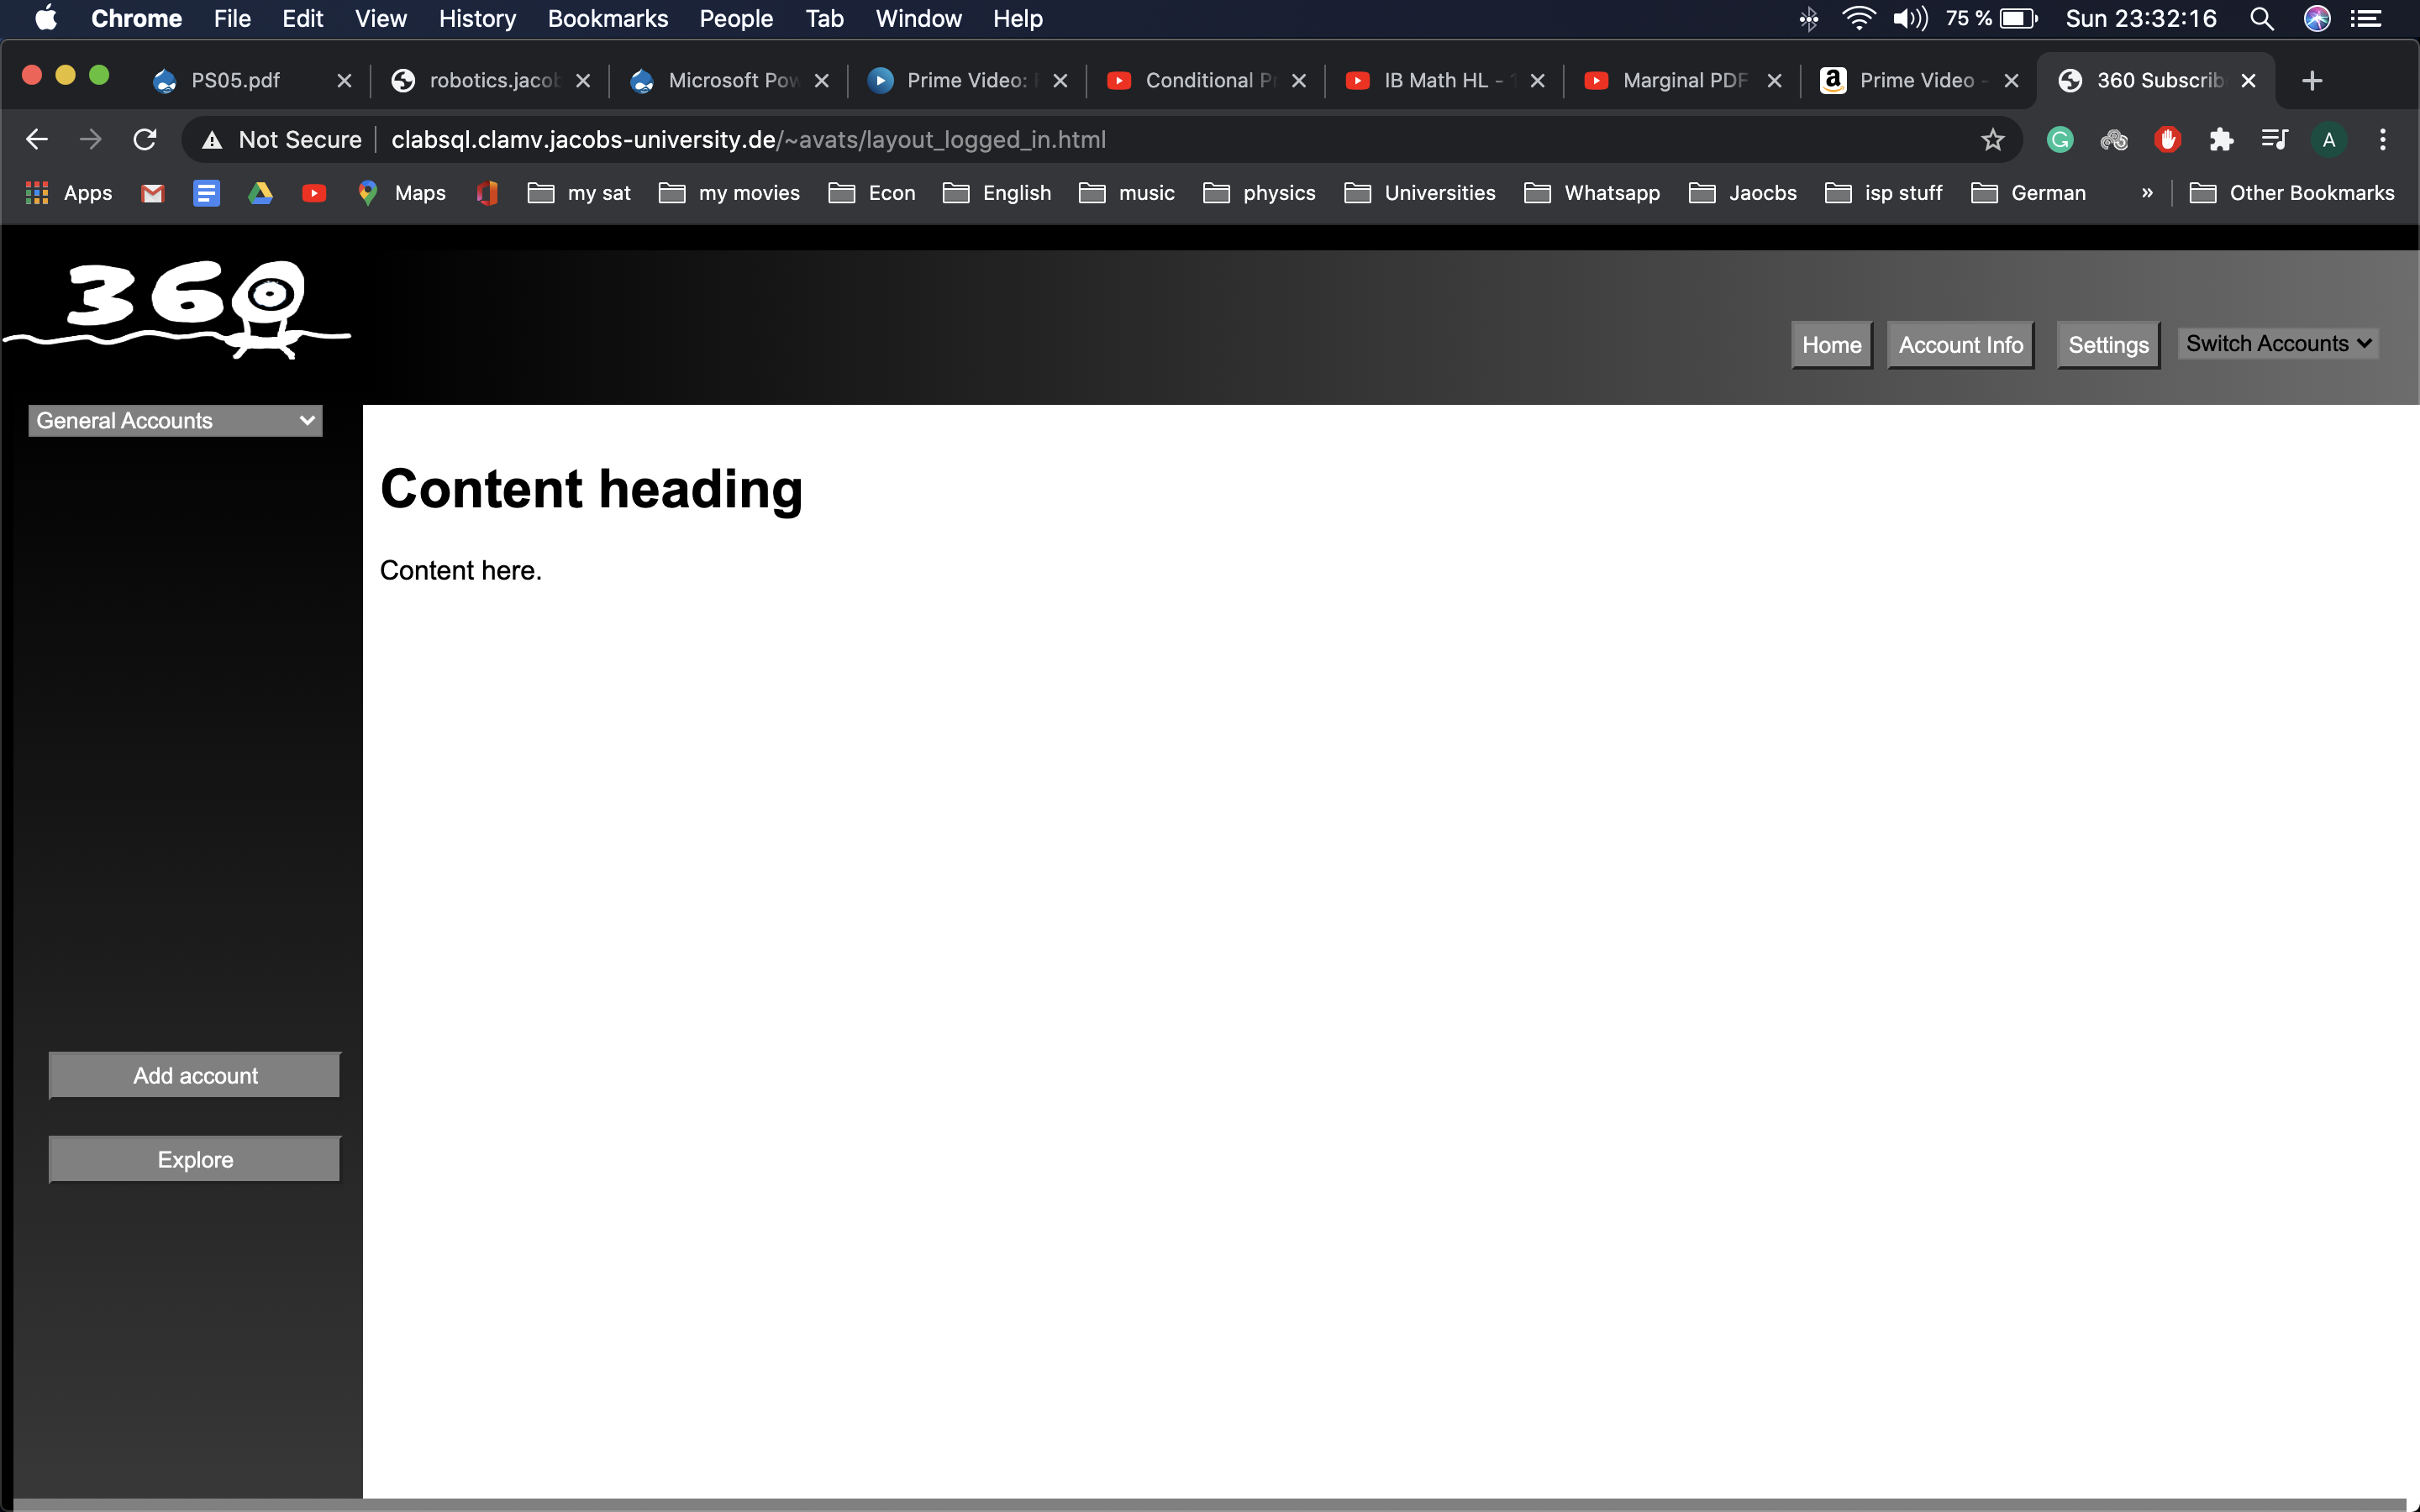 Chrome File Edit View History Bookmarks People Tab Window Help 75 % Sun 23:32:16
PS05.pdf robotics.jacob Microsoft Pow Prime Video: Conditional P IB Math HL - Marginal PDF Prime Video - 360 Subscrib
Not Secure clabsql.clamv.jacobs-university.de/~avats/layout_logged_in.html A
Apps Maps my sat my movies Econ English music physics Universities Whatsapp Jaocbs isp stuff German » Other Bookmarks
360
Home Account Info Settings Switch Accounts
General Accounts
Content heading
Content here.
Add account
Explore